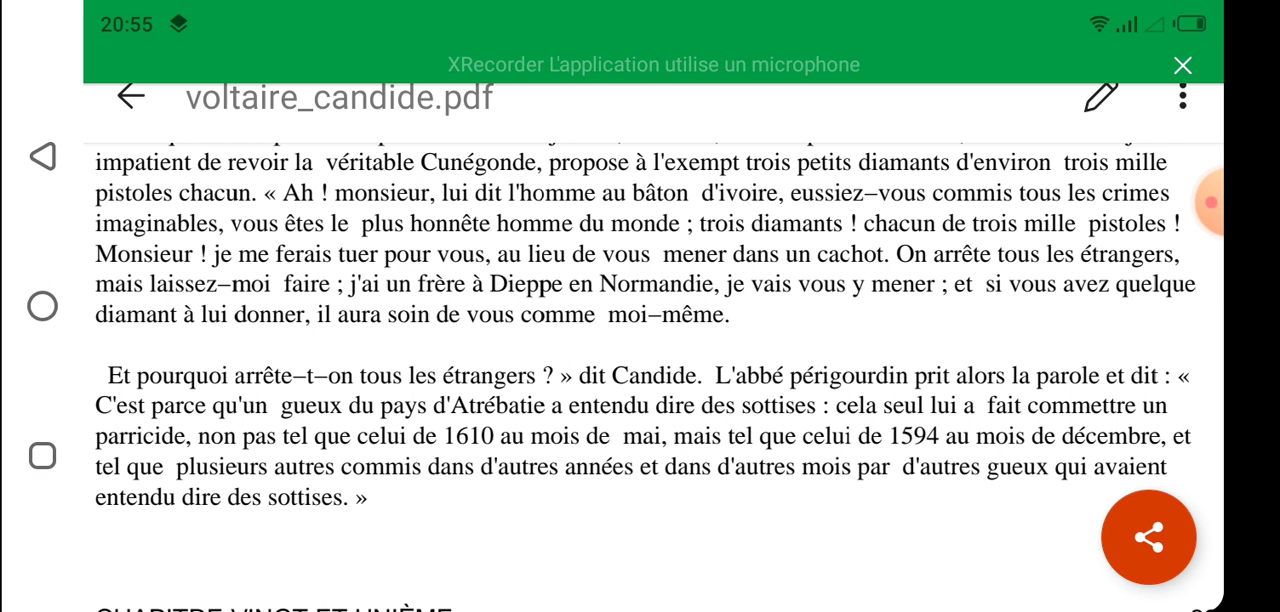 20:55
XRecorder L'application utilise un microphone
voltaire_candide.pdf
impatient de revoir la véritable Cunégonde, propose à l'exempt trois petits diamants d'environ trois mille
pistoles chacun. « Ah ! monsieur, lui dit l'homme au bâton d'ivoire, eussiez–vous commis tous les crimes
imaginables, vous êtes le plus honnête homme du monde ; trois diamants ! chacun de trois mille pistoles !
Monsieur ! je me ferais tuer pour vous, au lieu de vous mener dans un cachot. On arrête tous les étrangers,
mais laissez–moi faire ; j'ai un frère à Dieppe en Normandie, je vais vous y mener ; et si vous avez quelque
diamant à lui donner, il aura soin de vous comme moi–même.
Et pourquoi arrête–t–on tous les étrangers ? » dit Candide. L'abbé périgourdin prit alors la parole et dit : «
C'est parce qu'un gueux du pays d'Atrébatie a entendu dire des sottises : cela seul lui a fait commettre un
parricide, non pas tel que celui de 1610 au mois de mai, mais tel que celui de 1594 au mois de décembre, et
tel que plusieurs autres commis dans d'autres années et dans d'autres mois par d'autres gueux qui avaient
entendu dire des sottises. »
CHAPITRE VINGT ET UNIÈME